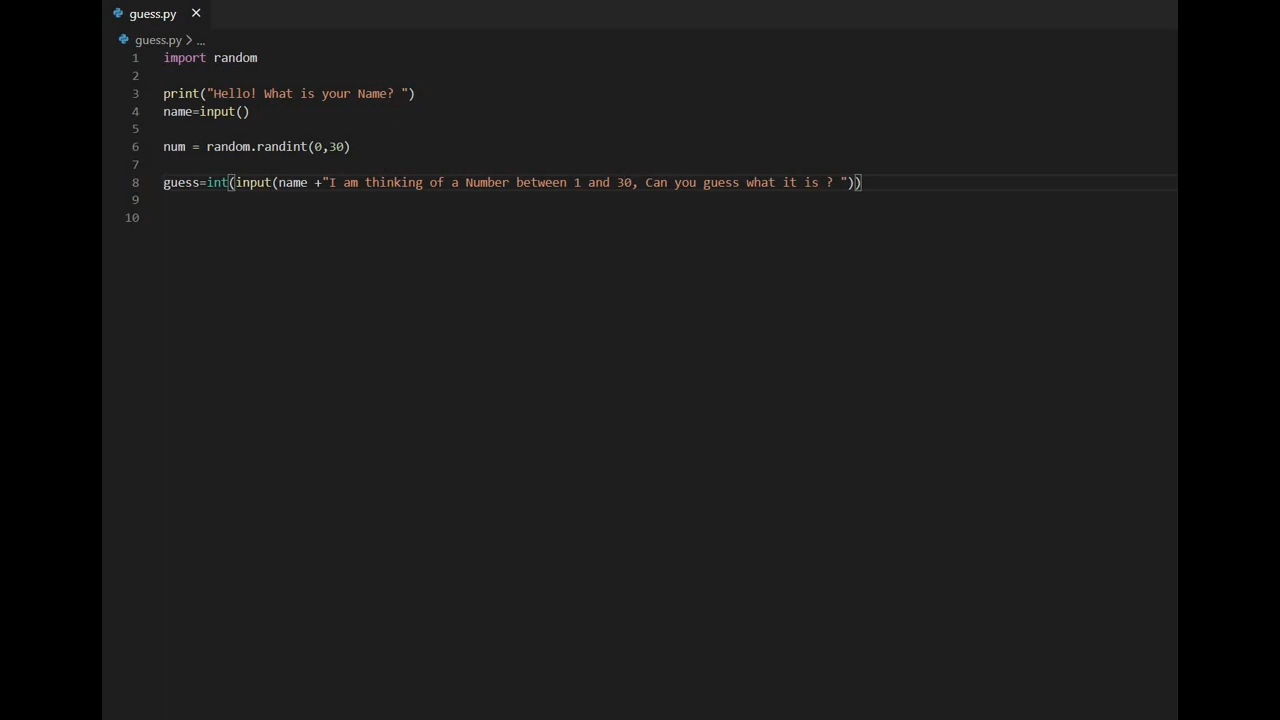 guess.py
guess.py > ...
1 import random
2
3 print("Hello! What is your Name? ")
4 name=input()
5
6 num = random.randint(0,30)
7
8 guess=int(input(name +"I am thinking of a Number between 1 and 30, Can you guess what it is ? "))
9
10